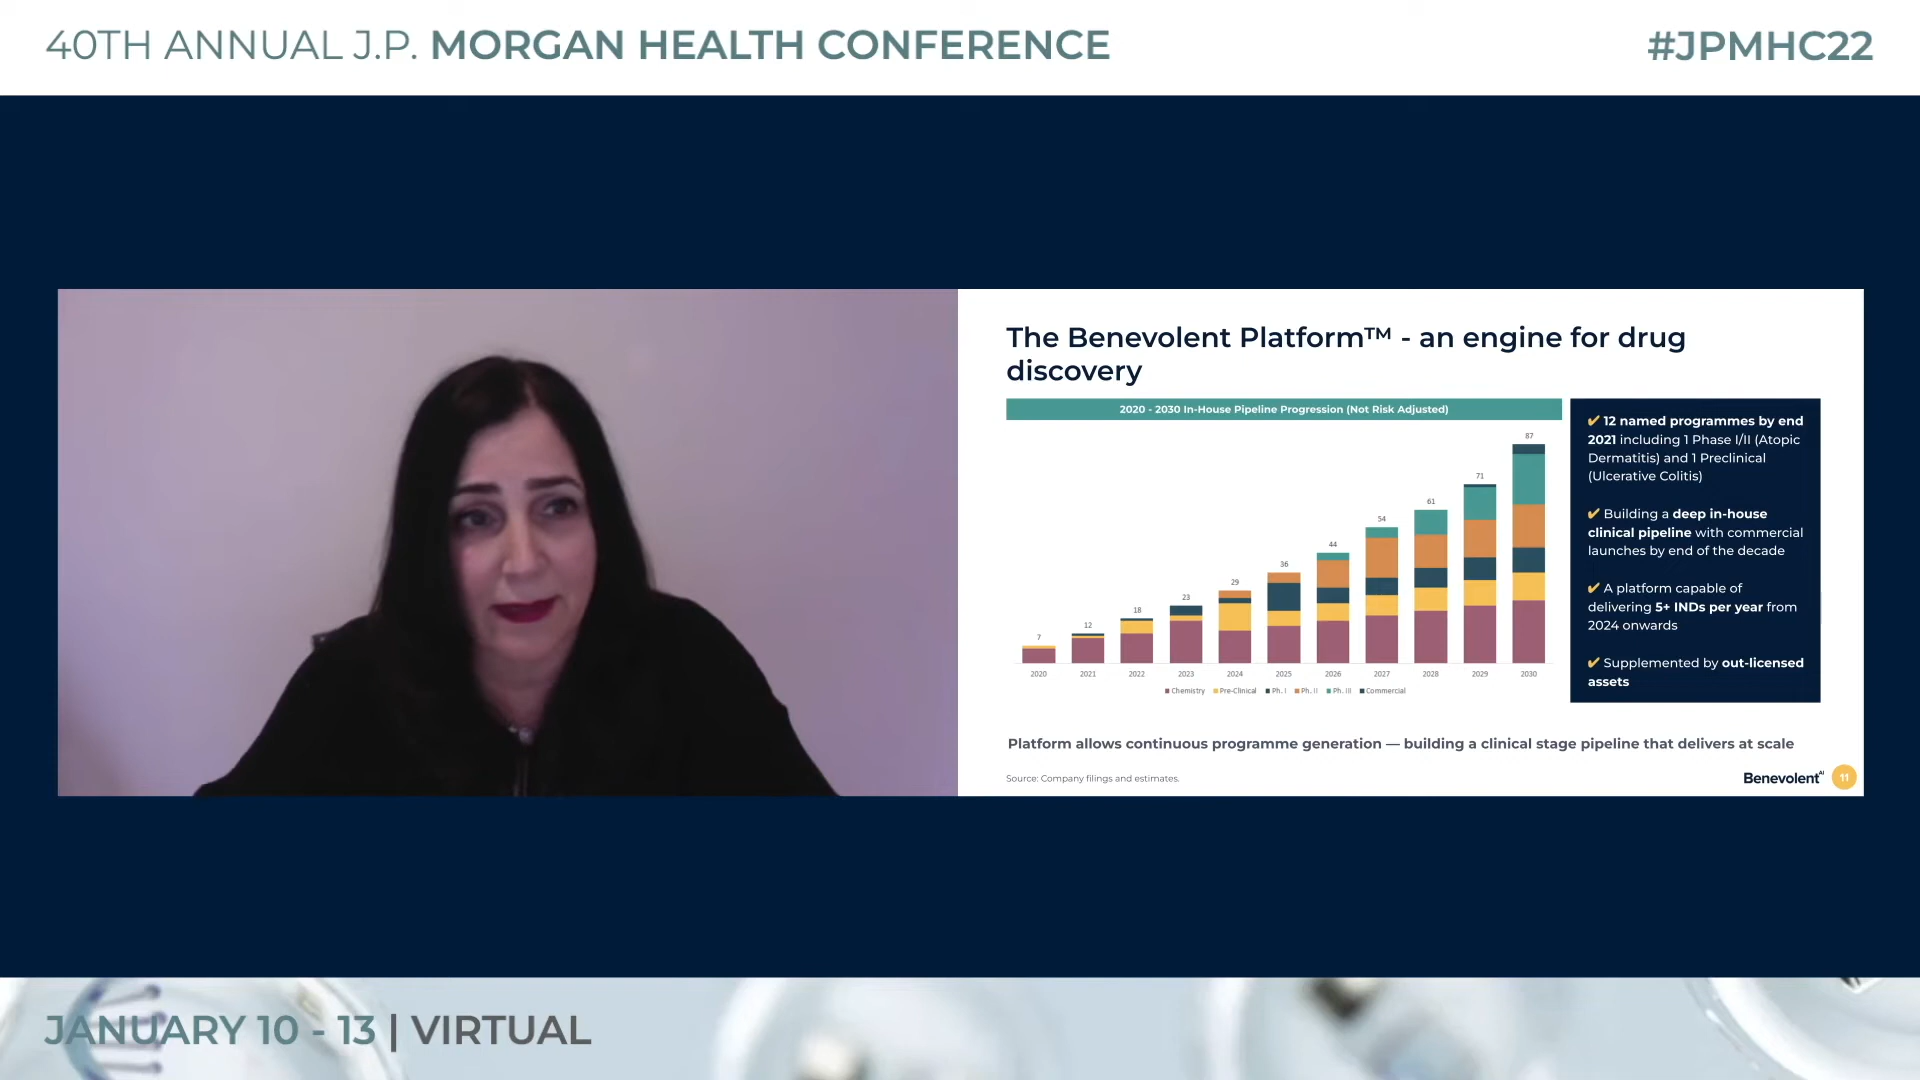 40TH ANNUAL J.P. MORGAN HEALTH CONFERENCE
#JPMHC22
The Benevolent Platform™ - an engine for drug
discovery
2020 - 2030 In-House Pipeline Progression (Not Risk Adjusted)
7 12 18 23 29 36 44 54 61 71 87
2020 2021 2022 2023 2024 2025 2026 2027 2028 2029 2030
Chemistry Pre-Clinical Ph. I Ph. II Ph. III Commercial
✔ 12 named programmes by end
2021 including 1 Phase I/II (Atopic
Dermatitis) and 1 Preclinical
(Ulcerative Colitis)
✔ Building a deep in-house
clinical pipeline with commercial
launches by end of the decade
✔ A platform capable of
delivering 5+ INDs per year from
2024 onwards
✔ Supplemented by out-licensed
assets
Platform allows continuous programme generation — building a clinical stage pipeline that delivers at scale
Source: Company filings and estimates.
Benevolent AI
11
JANUARY 10 - 13 | VIRTUAL